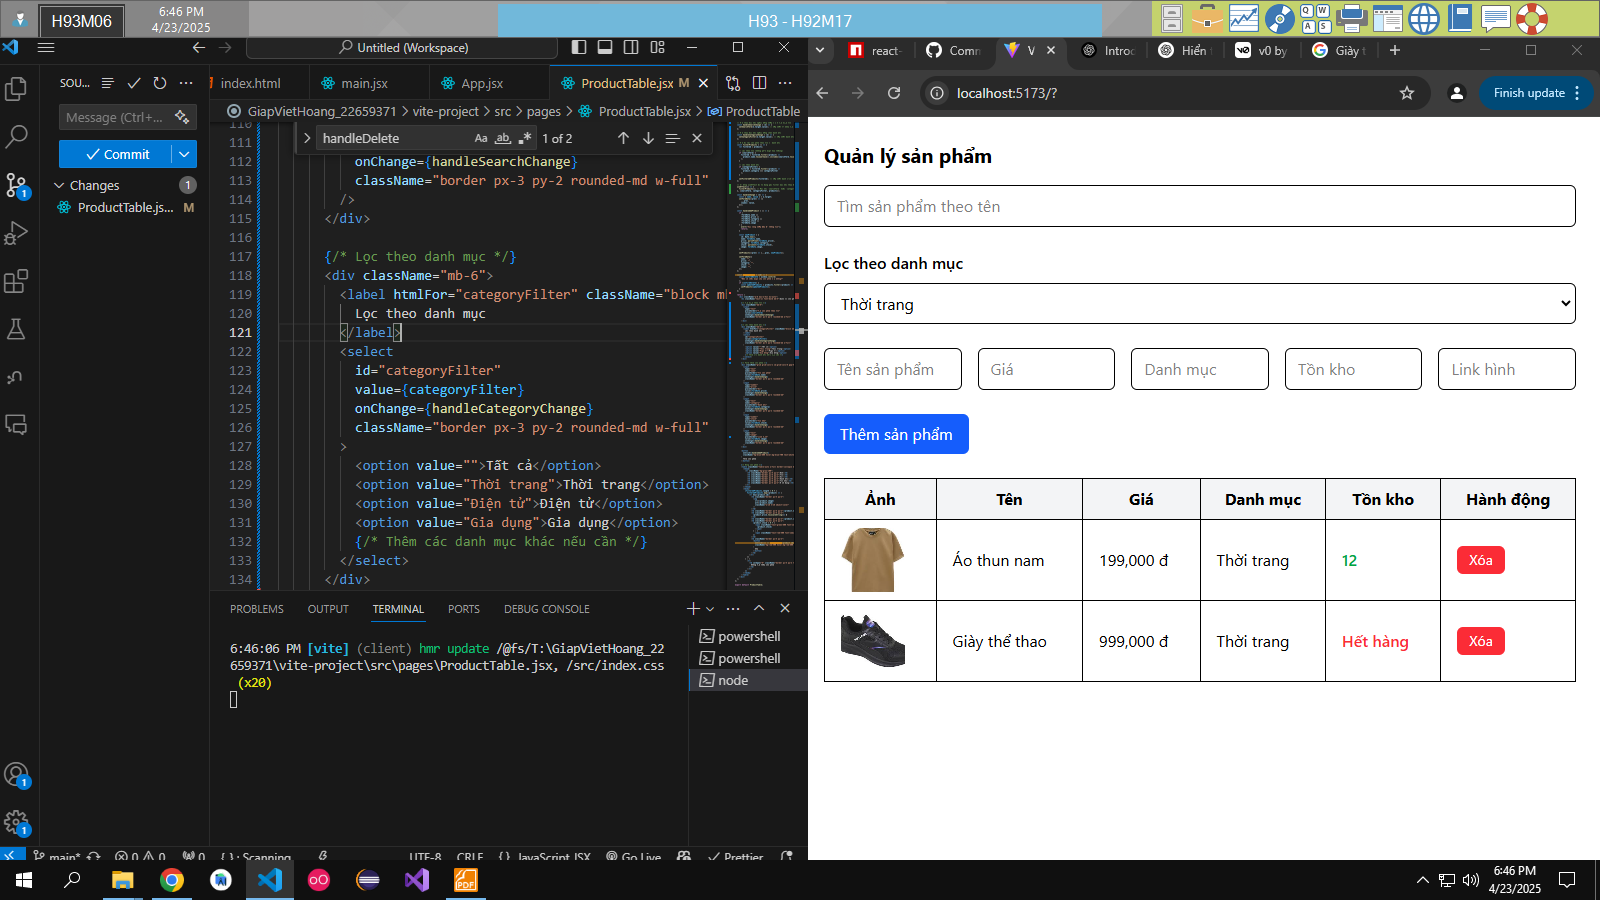 H93M06
6:46 PM
4/23/2025
H93 - H92M17
Q W
A S
Untitled (Workspace)
SOU...
index.html
main.jsx
App.jsx
ProductTable.jsx M
GiapVietHoang_22659371 > vite-project > src > pages > ProductTable.jsx > ProductTable
Message (Ctrl+...
Commit
Changes 1
ProductTable.js... M
handleDelete
Aa ab .* 1 of 2
110
111
112 onChange={handleSearchChange}
113 className="border px-3 py-2 rounded-md w-full"
114 />
115 </div>
116
117 {/* Lọc theo danh mục */}
118 <div className="mb-6">
119 <label htmlFor="categoryFilter" className="block mb
120 Lọc theo danh mục
121 </label>
122 <select
123 id="categoryFilter"
124 value={categoryFilter}
125 onChange={handleCategoryChange}
126 className="border px-3 py-2 rounded-md w-full"
127 >
128 <option value="">Tất cả</option>
129 <option value="Thời trang">Thời trang</option>
130 <option value="Điện tử">Điện tử</option>
131 <option value="Gia dụng">Gia dụng</option>
132 {/* Thêm các danh mục khác nếu cần */}
133 </select>
134 </div>
PROBLEMS OUTPUT TERMINAL PORTS DEBUG CONSOLE
6:46:06 PM [vite] (client) hmr update /@fs/T:\GiapVietHoang_22
659371\vite-project\src\pages\ProductTable.jsx, /src/index.css
(x20)
powershell
powershell
node
1
1
1
main* 0 0 0 { } : Scanning UTF-8 CRLF { } JavaScript JSX Go Live Prettier
react-
Comm
V
Introd
Hiển
v0 by
Giày t
localhost:5173/?
Finish update
Quản lý sản phẩm
Tìm sản phẩm theo tên
Lọc theo danh mục
Thời trang
Tên sản phẩm Giá Danh mục Tồn kho Link hình
Thêm sản phẩm
Ảnh Tên Giá Danh mục Tồn kho Hành động
Áo thun nam 199,000 đ Thời trang 12 Xóa
Giày thể thao 999,000 đ Thời trang Hết hàng Xóa
PDF
6:46 PM
4/23/2025